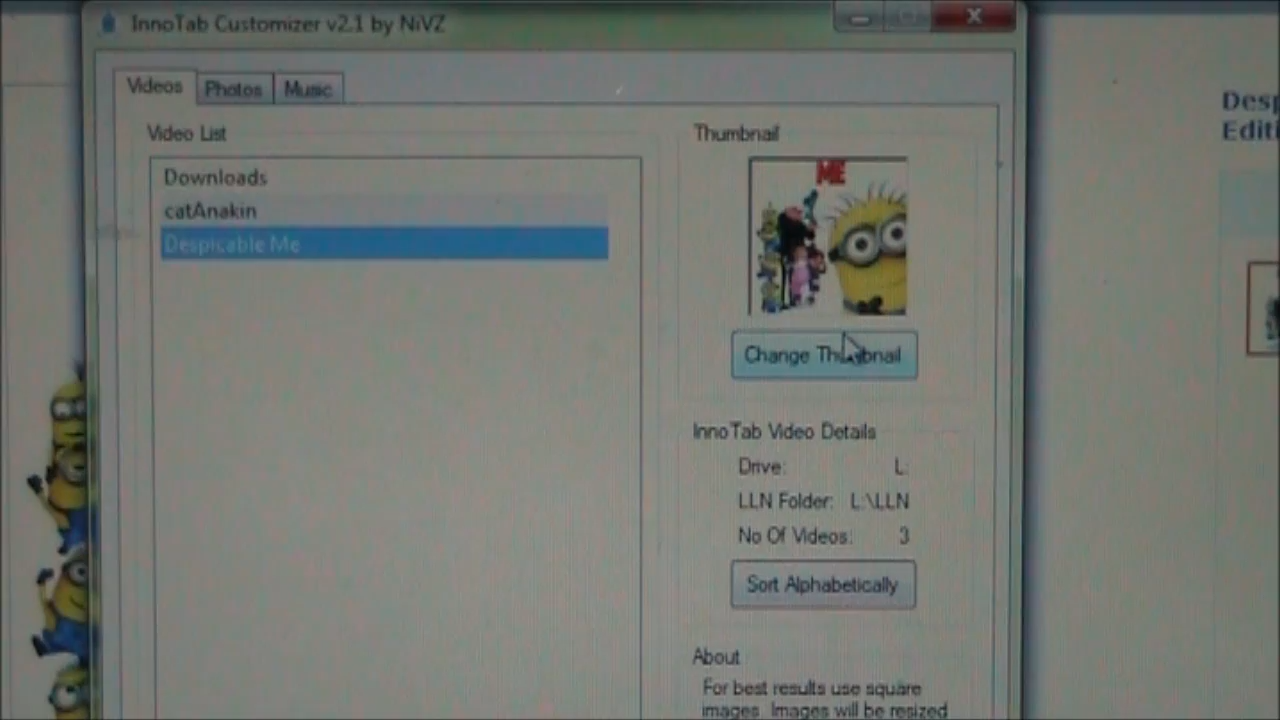 InnoTab Customizer v2.1 by NiVZ
Videos Photos Music
Video List
Downloads
catAnakin
Despicable Me
Thumbnail
ME
Change Thumbnail
InnoTab Video Details
Drive: L:
LLN Folder: L:\LLN
No Of Videos: 3
Sort Alphabetically
About
For best results use square
images. Images will be resized
Desp
Editi